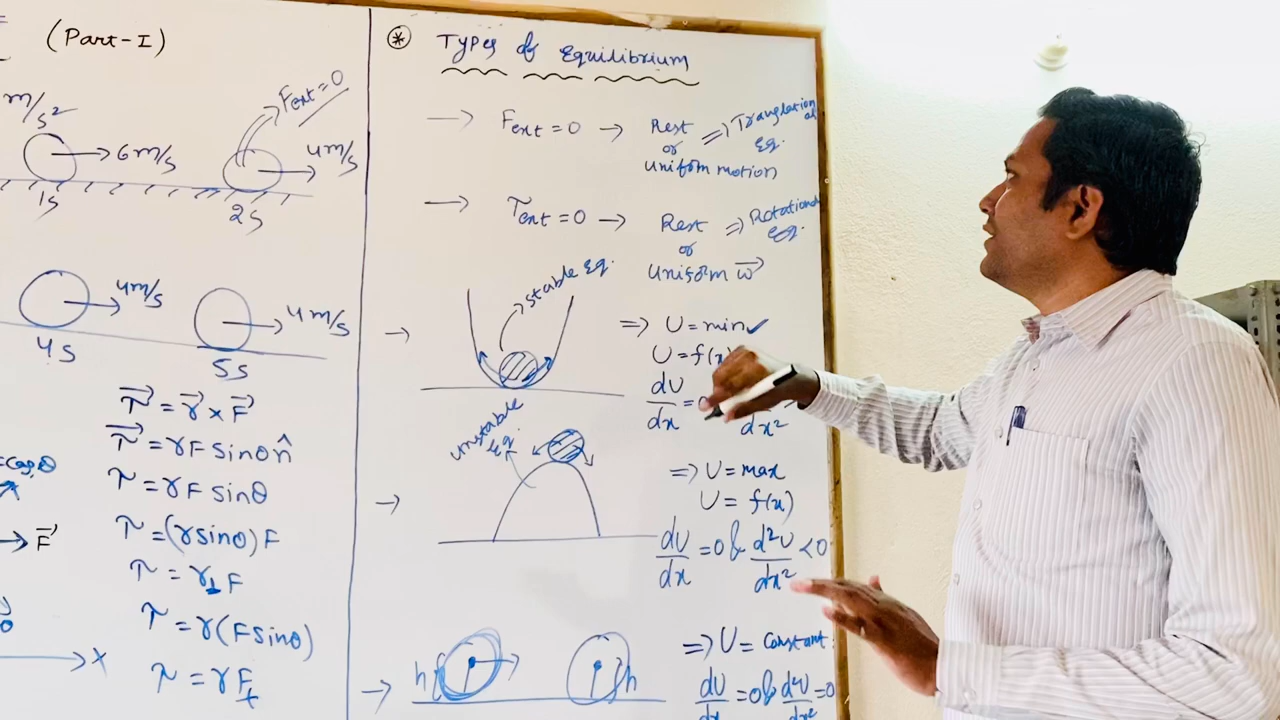 (Part-I)
m/s²
Fext=0
6m/s
4m/s
1s
2s
4m/s
4m/s
4s
5s
τ⃗ = r⃗ × F⃗
τ⃗ = rF sinθ n̂
τ = rF sinθ
τ = (r sinθ) F
τ = r⊥ F
τ = r (F sinθ)
τ = r F⊥
F⃗
X
⊛ Types of Equilibrium
→ Fext = 0 → Rest ⇒ Translational Eq.
or
uniform motion
→ τext = 0 → Rest ⇒ Rotational Eq.
or
uniform ω⃗
→ stable Eq.
⇒ U = min ✓
U = f(x)
dU/dx =
dx²
→ unstable Eq.
⇒ U = max
U = f(x)
dU/dx = 0 & d²U/dx² < 0
→ h h
⇒ U = constant.
dU/dx = 0 & d²U/dx² = 0